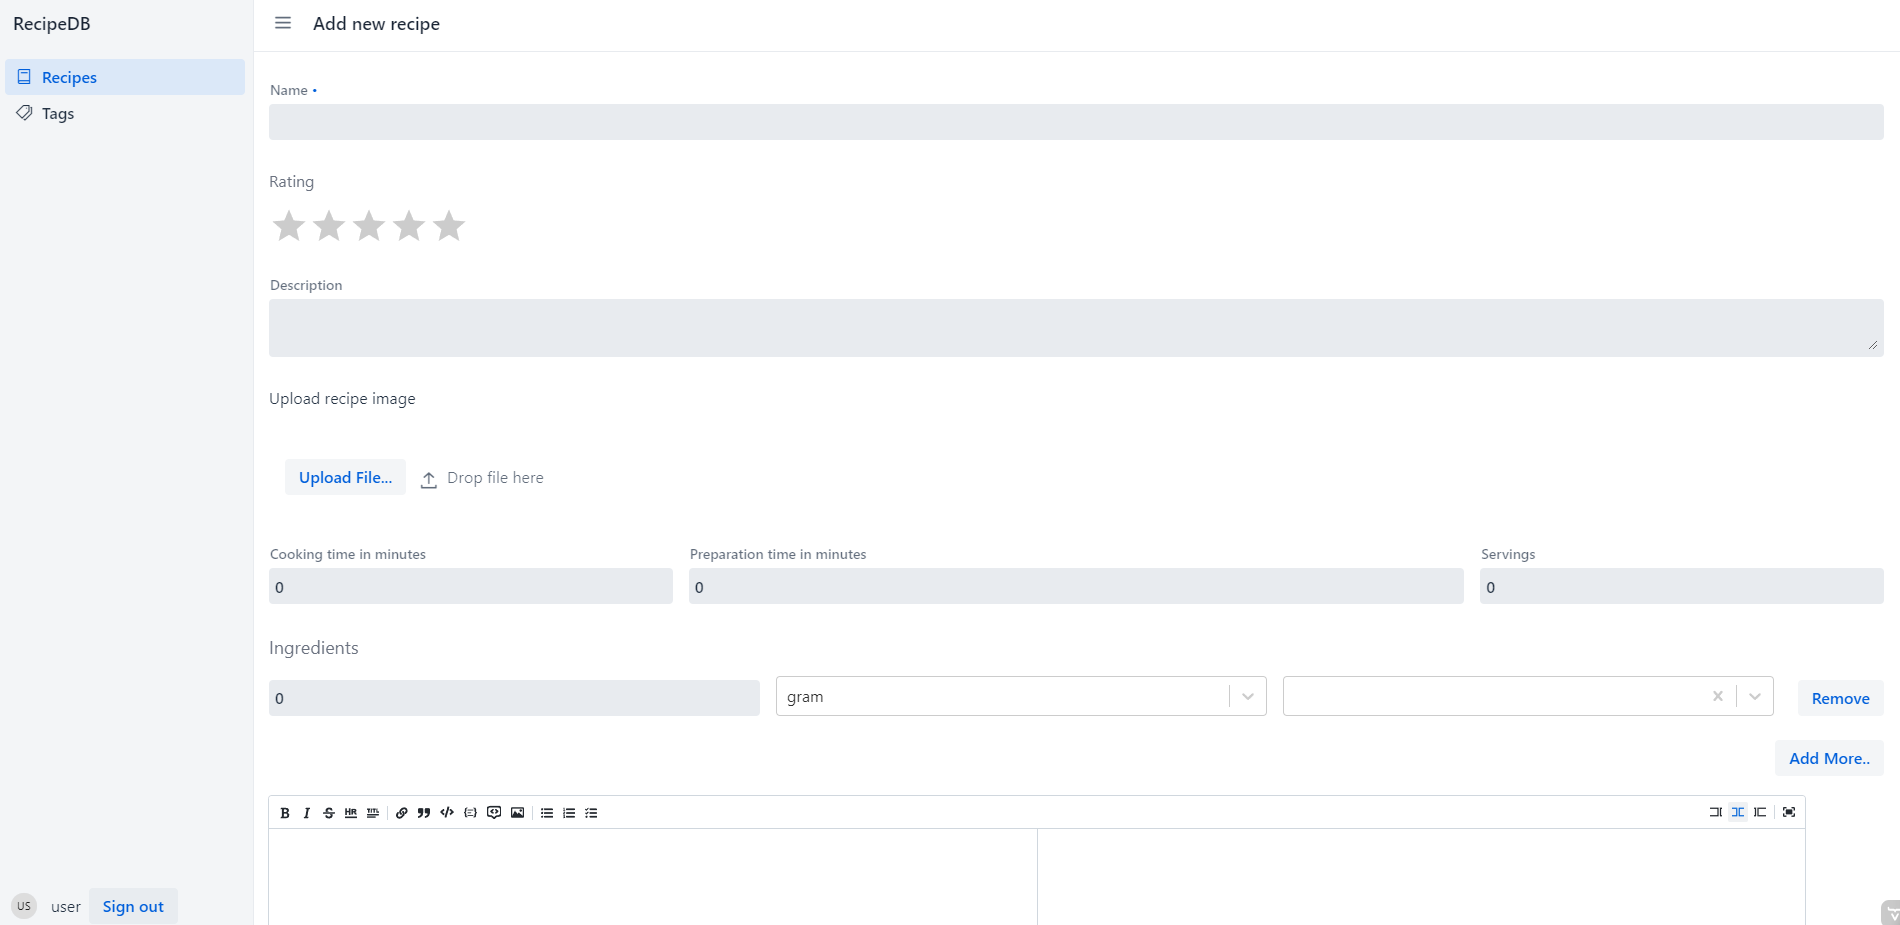 RecipeDB
Add new recipe
Recipes
Tags
Name •
Rating
Description
Upload recipe image
Upload File...
Drop file here
Cooking time in minutes
Preparation time in minutes
Servings
0
0
0
Ingredients
0
gram
Remove
Add More..
B I S HR TITL
US
user
Sign out